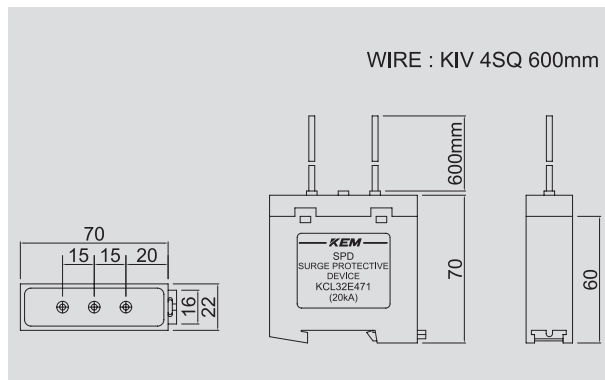 WIRE : KIV 4SQ 600mm
600mm
70
15 15 20
16
22
KEM
SPD
SURGE PROTECTIVE
DEVICE
KCL32E471
(20kA)
70
60